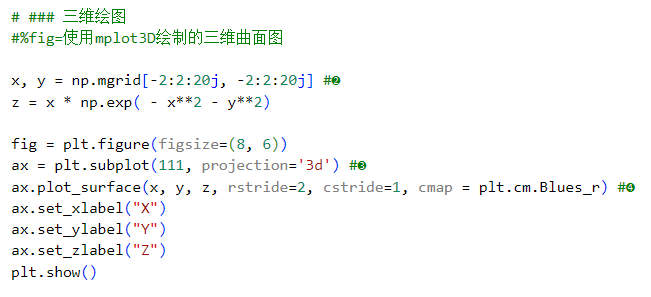 # ### 三维绘图
#%fig=使用mplot3D绘制的三维曲面图
x, y = np.mgrid[-2:2:20j, -2:2:20j] #❷
z = x * np.exp( - x**2 - y**2)
fig = plt.figure(figsize=(8, 6))
ax = plt.subplot(111, projection='3d') #❸
ax.plot_surface(x, y, z, rstride=2, cstride=1, cmap = plt.cm.Blues_r) #❹
ax.set_xlabel("X")
ax.set_ylabel("Y")
ax.set_zlabel("Z")
plt.show()